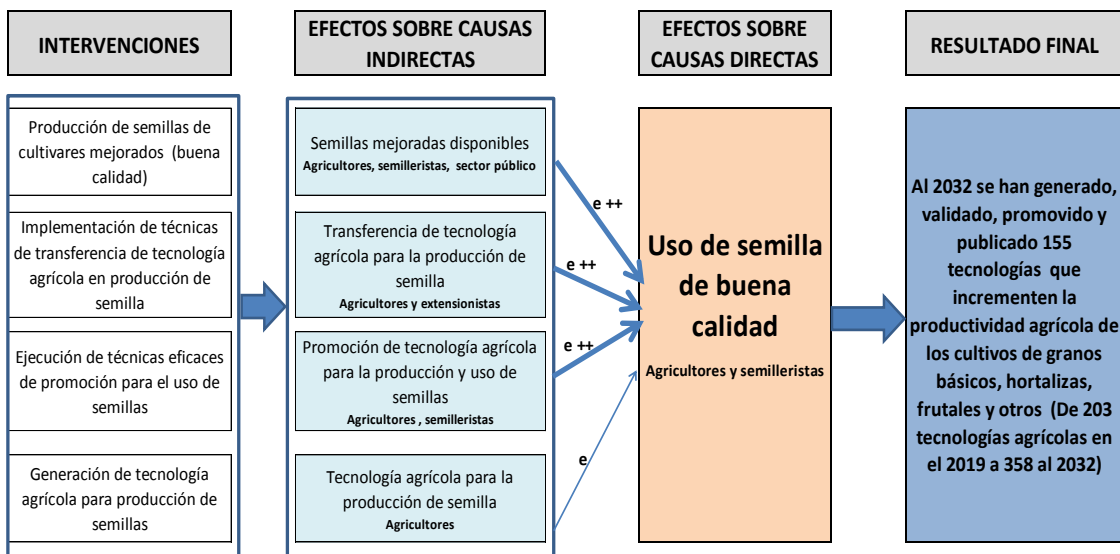 INTERVENCIONES
EFECTOS SOBRE CAUSAS
INDIRECTAS
EFECTOS SOBRE
CAUSAS DIRECTAS
RESULTADO FINAL
Producción de semillas de
cultivares mejorados (buena
calidad)
Implementación de técnicas
de transferencia de tecnología
agrícola en producción de
semilla
Ejecución de técnicas eficaces
de promoción para el uso de
semillas
Generación de tecnología
agrícola para producción de
semillas
Semillas mejoradas disponibles
Agricultores, semilleristas, sector público
Transferencia de tecnología
agrícola para la producción de
semilla
Agricultores y extensionistas
Promoción de tecnología agrícola
para la producción y uso de
semillas
Agricultores , semilleristas
Tecnología agrícola para la
producción de semilla
Agricultores
e ++
e ++
e ++
e
Uso de semilla
de buena
calidad
Agricultores y semilleristas
Al 2032 se han generado,
validado, promovido y
publicado 155
tecnologías que
incrementen la
productividad agrícola de
los cultivos de granos
básicos, hortalizas,
frutales y otros (De 203
tecnologías agrícolas en
el 2019 a 358 al 2032)